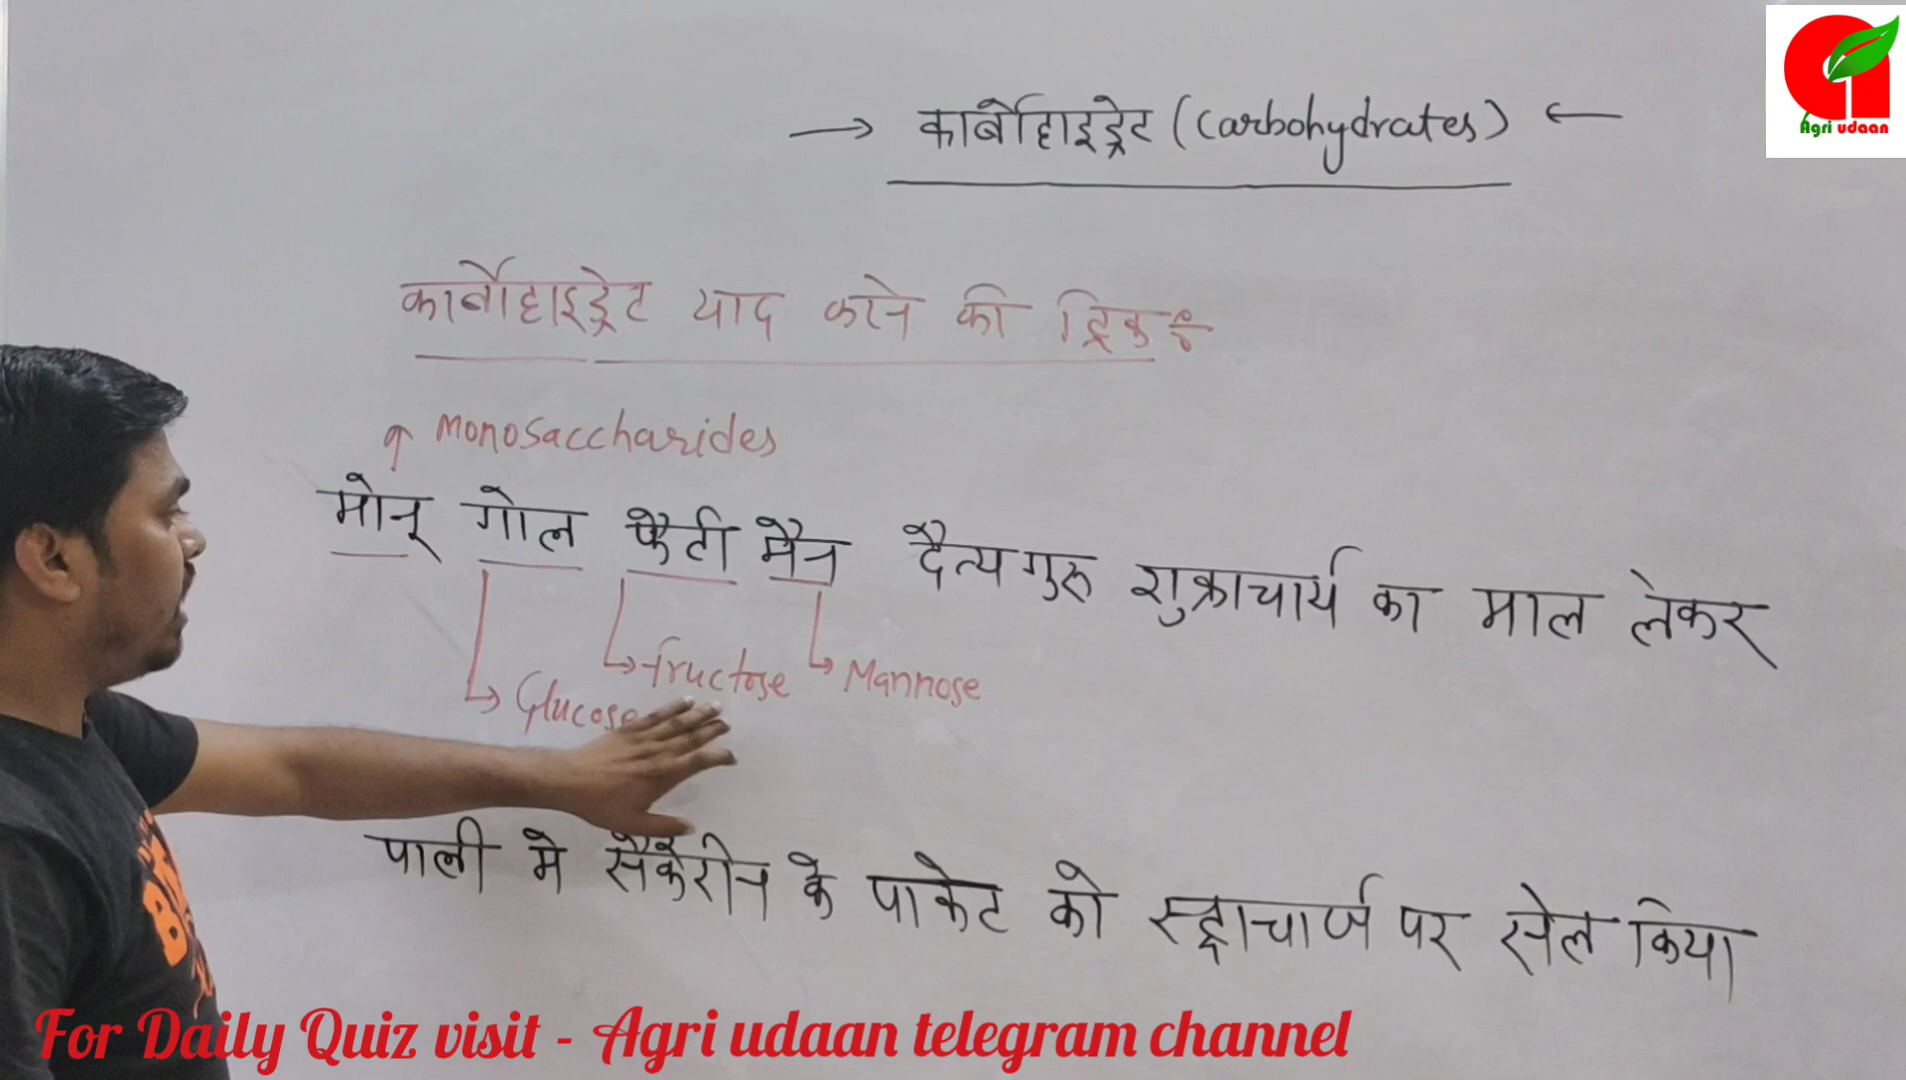 Agri udaan
→ कार्बोहाइड्रेट (Carbohydrates) ←
कार्बोहाइड्रेट याद करने की ट्रिक ÷
Monosaccharides
मोनू गोल फैटी मैन दैत्यगुरू शुक्राचार्य का माल लेकर
Glucose fructose Mannose
पाली मे सैकेरीन के पाकेट को स्ट्राचार्ज पर सेल किया
For Daily Quiz visit - Agri udaan telegram channel